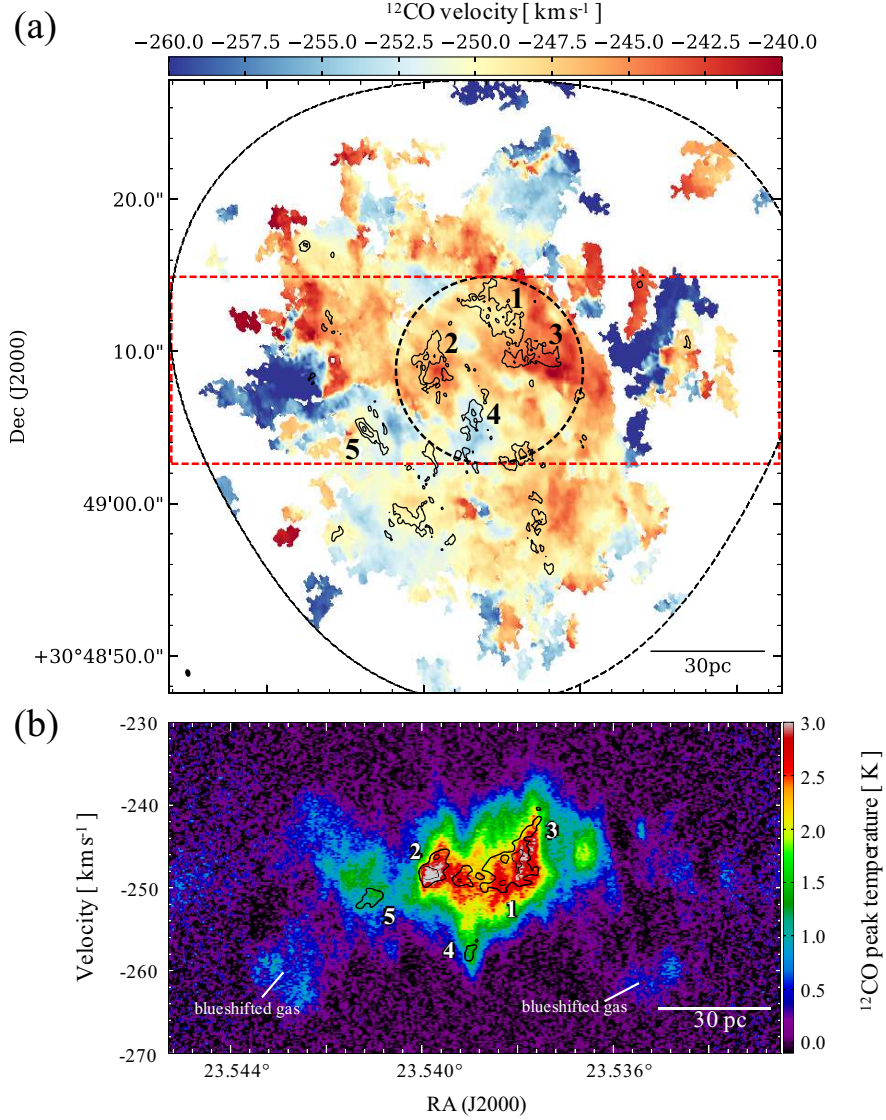 (a)
¹²CO velocity [ km s⁻¹ ]
−260.0 −257.5 −255.0 −252.5 −250.0 −247.5 −245.0 −242.5 −240.0
20.0"
10.0"
49'00.0"
+30°48'50.0"
Dec (J2000)
1
2
3
4
5
30pc
(b)
-230
-240
-250
-260
-270
Velocity [ km s⁻¹ ]
2
3
5
1
4
blueshifted gas
blueshifted gas
30 pc
3.0
2.5
2.0
1.5
1.0
0.5
0.0
¹²CO peak temperature [ K
23.544° 23.540° 23.536°
RA (J2000)